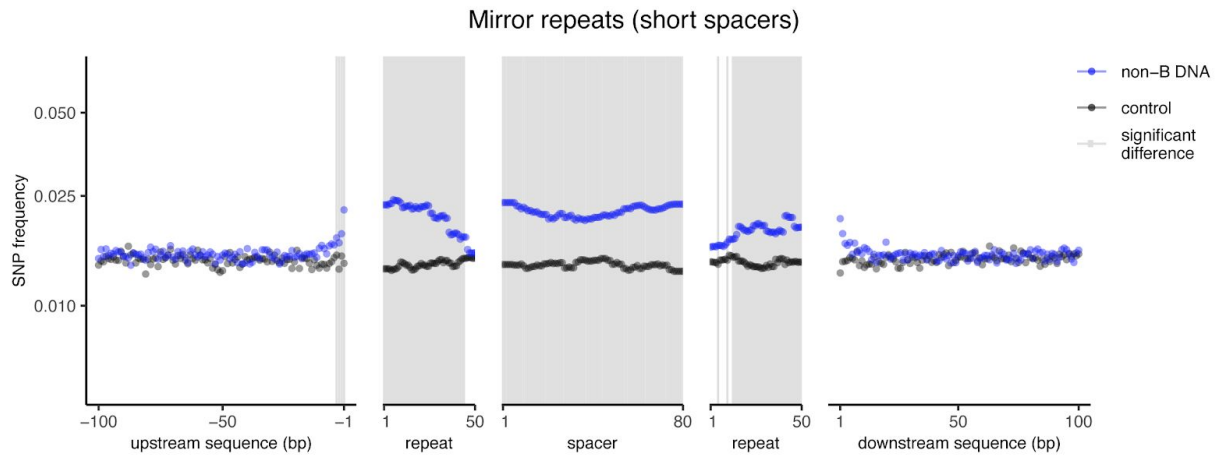 Mirror repeats (short spacers)
non−B DNA
control
significant
difference
SNP frequency
0.050
0.025
0.010
−100
−50
−1
1
50
1
80
1
50
1
50
100
upstream sequence (bp)
repeat
spacer
repeat
downstream sequence (bp)